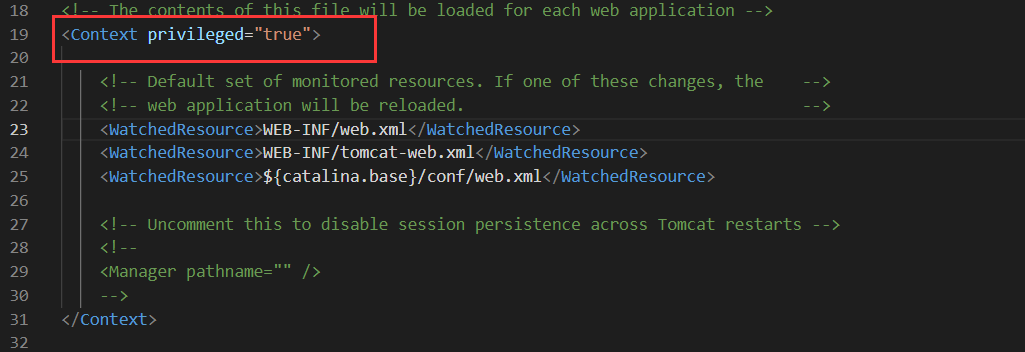 18 <!-- The contents of this file will be loaded for each web application -->
19 <Context privileged="true">
20
21 <!-- Default set of monitored resources. If one of these changes, the -->
22 <!-- web application will be reloaded. -->
23 <WatchedResource>WEB-INF/web.xml</WatchedResource>
24 <WatchedResource>WEB-INF/tomcat-web.xml</WatchedResource>
25 <WatchedResource>${catalina.base}/conf/web.xml</WatchedResource>
26
27 <!-- Uncomment this to disable session persistence across Tomcat restarts -->
28 <!--
29 <Manager pathname="" />
30 -->
31 </Context>
32